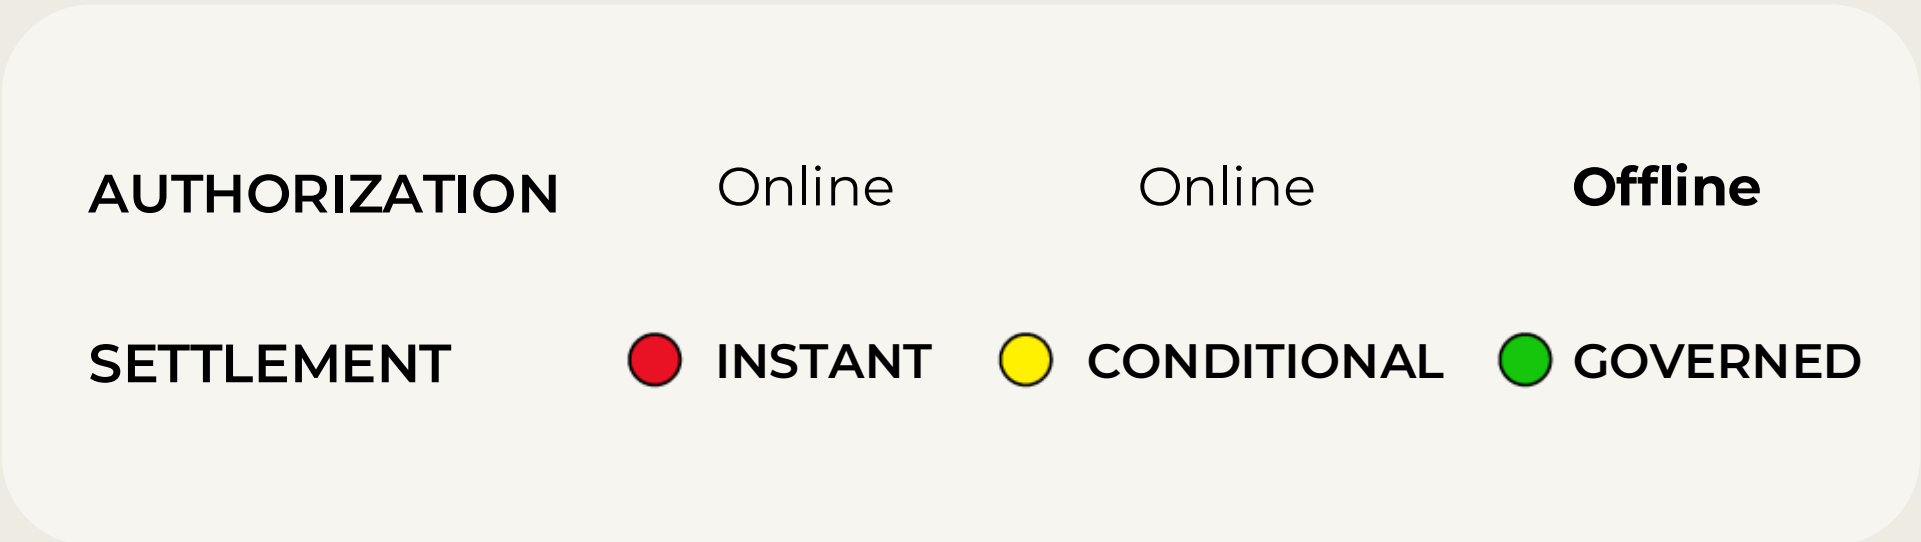 AUTHORIZATION Online Online Offline
SETTLEMENT INSTANT CONDITIONAL GOVERNED